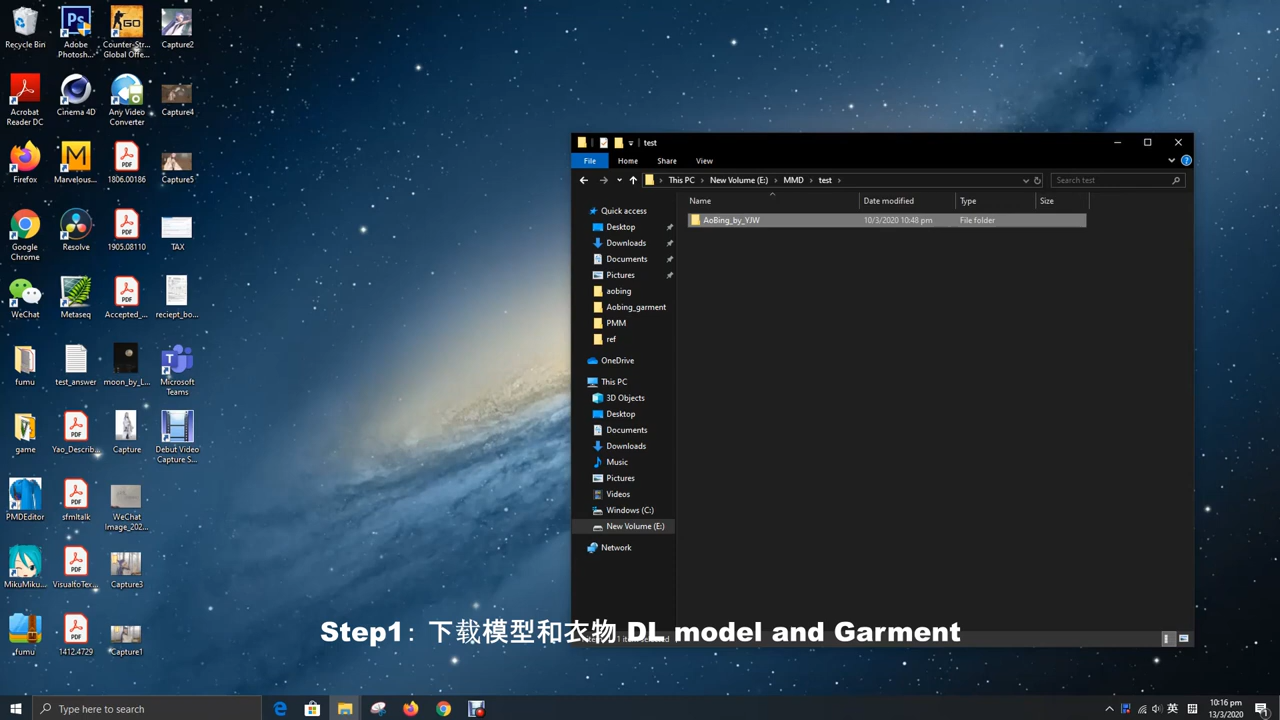 Recycle Bin
Adobe
Photosh...
Counter-Str...
Global Offe...
Capture2
Acrobat
Reader DC
Cinema 4D
Any Video
Converter
Capture4
Firefox
Marvelous...
1806.00186
Capture5
Google
Chrome
Resolve
1905.08110
TAX
WeChat
Metaseq
Accepted_...
reciept_bo...
fumu
test_answer
moon_by_L...
Microsoft
Teams
game
Yao_Describ...
Capture
Debut Video
Capture S...
PMDEditor
sfmltalk
WeChat
Image_202...
MikuMiku...
VisualtoTex...
Capture3
fumu
1412.4729
Capture1
test
File Home Share View
This PC > New Volume (E:) > MMD > test >
Search test
Name Date modified Type Size
AoBing_by_YJW 10/3/2020 10:48 pm File folder
Quick access
Desktop
Downloads
Documents
Pictures
aobing
Aobing_garment
PMM
ref
OneDrive
This PC
3D Objects
Desktop
Documents
Downloads
Music
Pictures
Videos
Windows (C:)
New Volume (E:)
Network
1 item selected
Step1：下载模型和衣物 DL model and Garment
Type here to search
英
拼
10:16 pm
13/3/2020